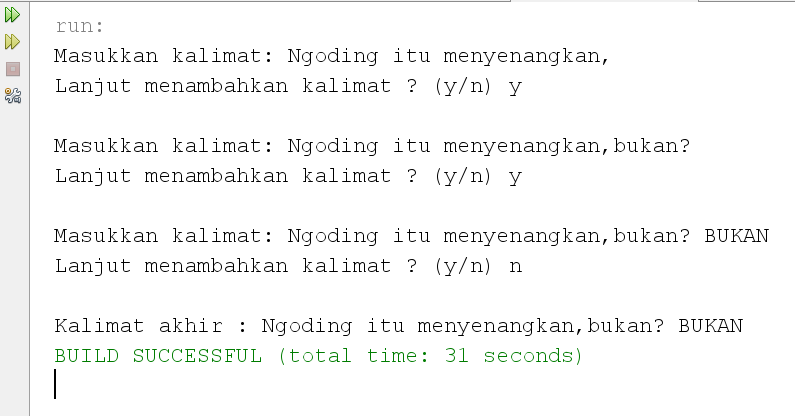 run:
Masukkan kalimat: Ngoding itu menyenangkan,
Lanjut menambahkan kalimat ? (y/n) y
Masukkan kalimat: Ngoding itu menyenangkan,bukan?
Lanjut menambahkan kalimat ? (y/n) y
Masukkan kalimat: Ngoding itu menyenangkan,bukan? BUKAN
Lanjut menambahkan kalimat ? (y/n) n
Kalimat akhir : Ngoding itu menyenangkan,bukan? BUKAN
BUILD SUCCESSFUL (total time: 31 seconds)